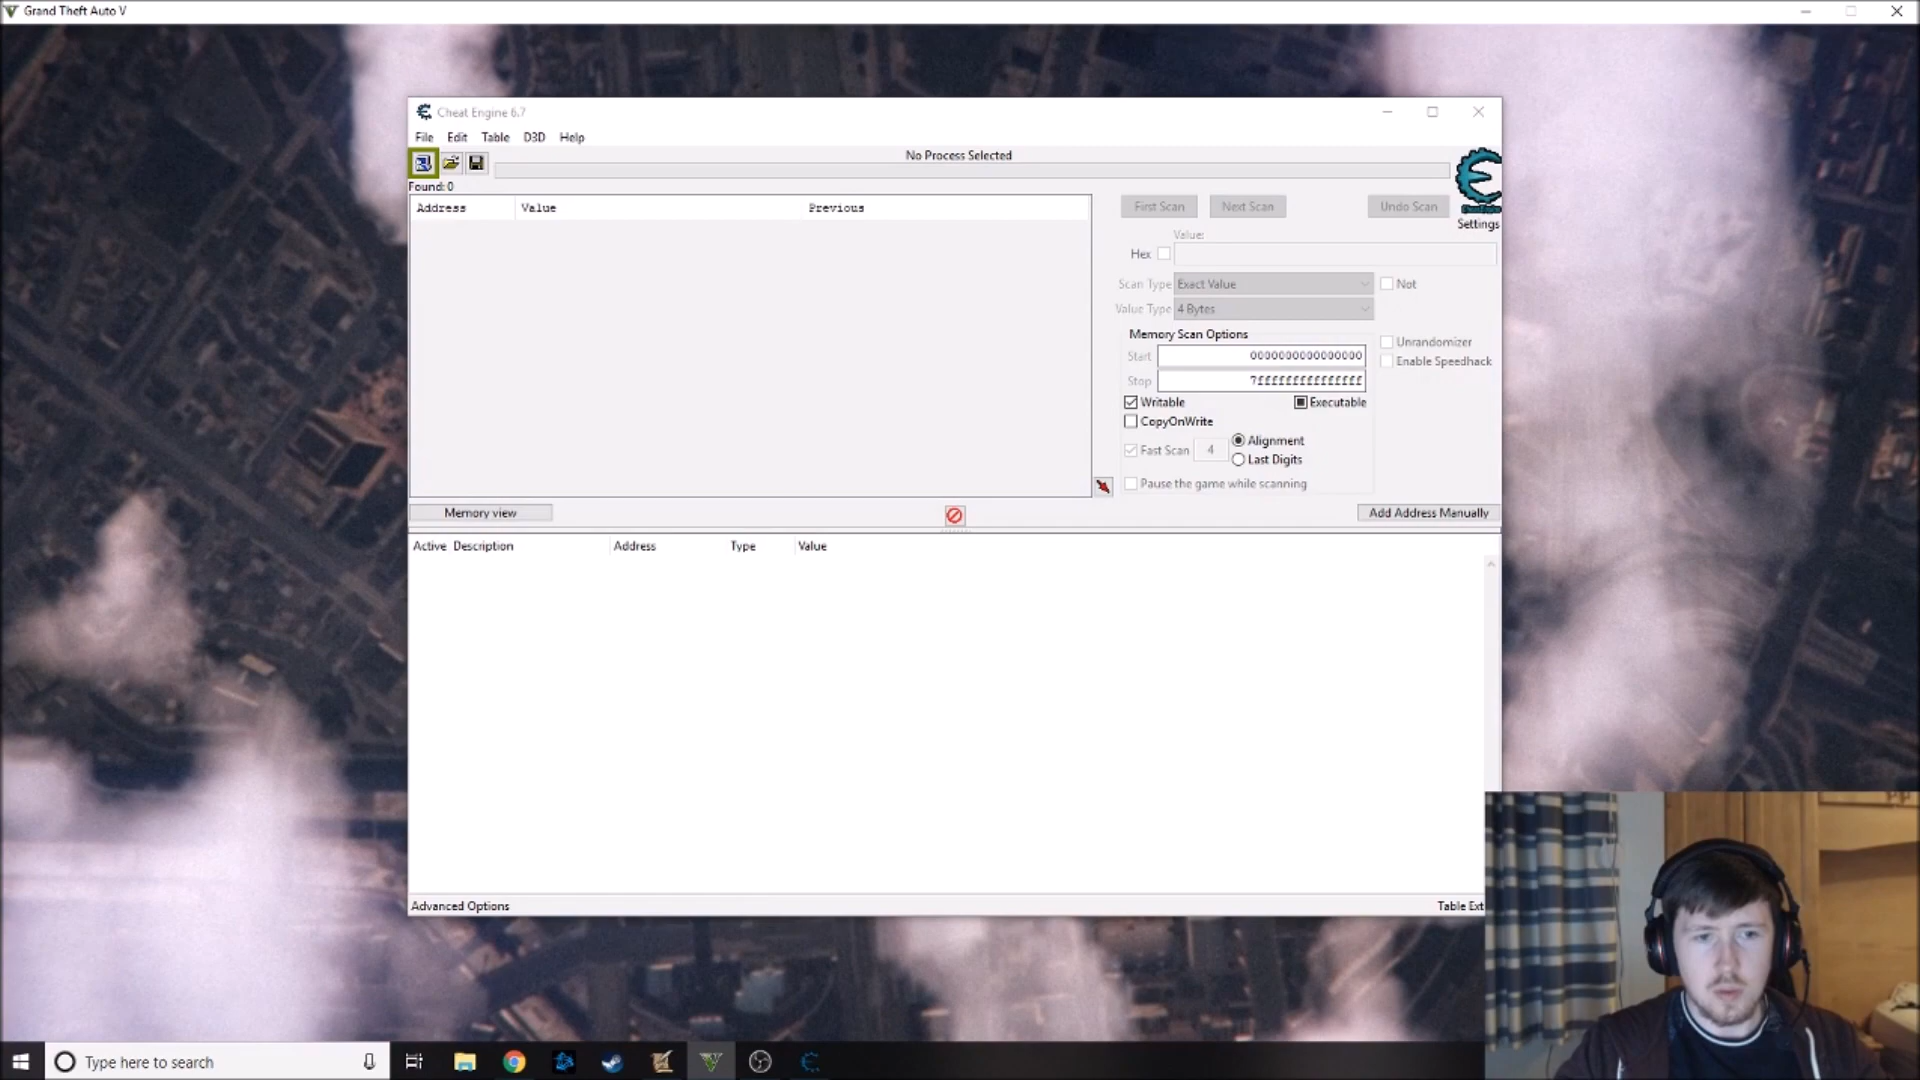 Grand Theft Auto V
Cheat Engine 6.7
File Edit Table D3D Help
No Process Selected
Found: 0
Address Value Previous
First Scan Next Scan Undo Scan
Settings
Value:
Hex
Scan Type Exact Value Not
Value Type 4 Bytes
Memory Scan Options
Unrandomizer
Start 0000000000000000
Enable Speedhack
Stop 7fffffffffffffff
Writable Executable
CopyOnWrite
Alignment
Fast Scan 4
Last Digits
Pause the game while scanning
Memory view Add Address Manually
Active Description Address Type Value
Advanced Options Table Ext
Type here to search